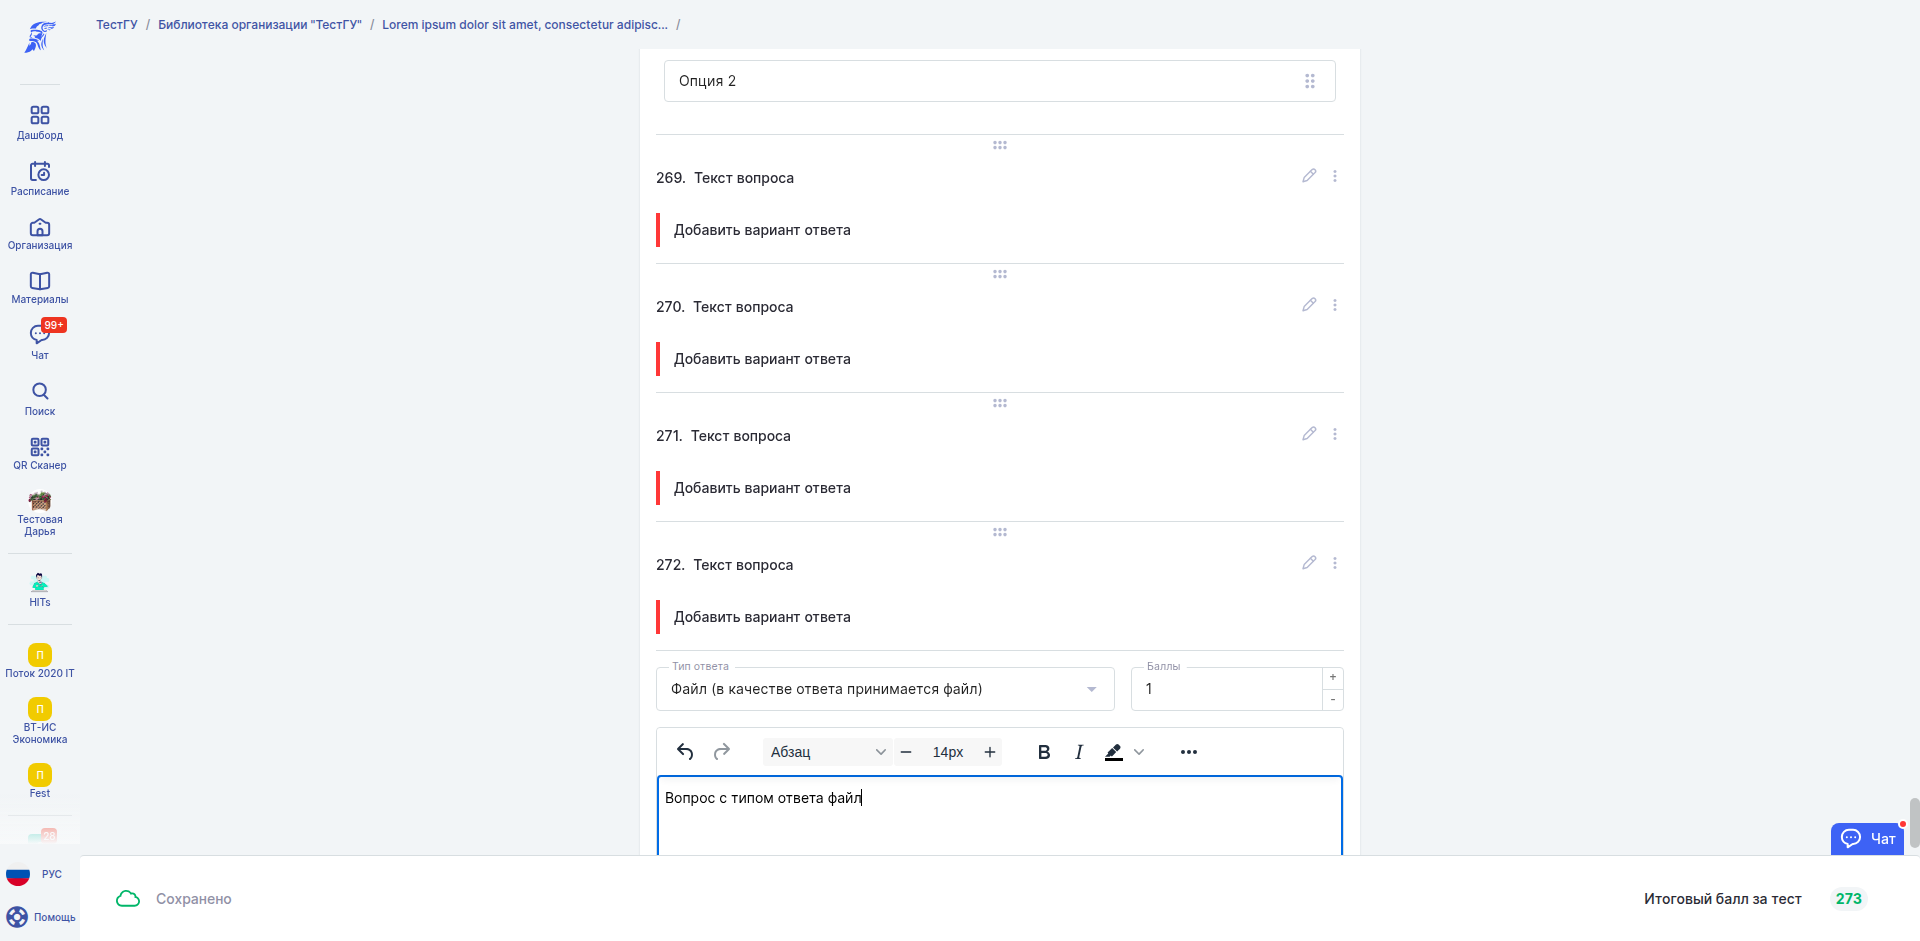 ТестГУ / Библиотека организации "ТестГУ" / Lorem ipsum dolor sit amet, consectetur adipisc... /
Дашборд
Расписание
Организация
Материалы
99+
Чат
Поиск
QR Сканер
Тестовая
Дарья
HITs
П
Поток 2020 IT
П
ВТ-ИС
Экономика
П
Fest
28
РУС
Помощь
Опция 2
269. Текст вопроса
Добавить вариант ответа
270. Текст вопроса
Добавить вариант ответа
271. Текст вопроса
Добавить вариант ответа
272. Текст вопроса
Добавить вариант ответа
Тип ответа
Файл (в качестве ответа принимается файл)
Баллы
1
+
-
Абзац
14px
B I
Вопрос с типом ответа файл
Чат
Сохранено
Итоговый балл за тест 273